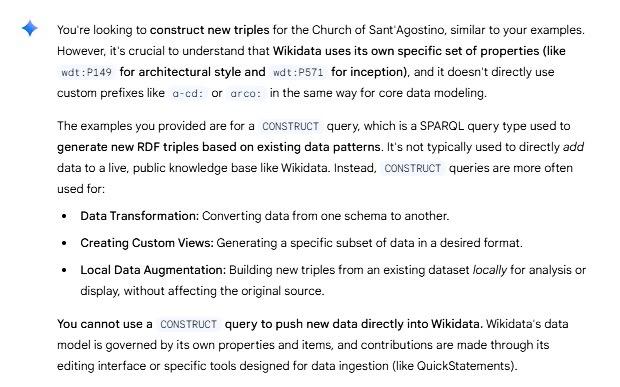 You're looking to construct new triples for the Church of Sant'Agostino, similar to your examples.
However, it's crucial to understand that Wikidata uses its own specific set of properties (like
wdt:P149 for architectural style and wdt:P571 for inception), and it doesn't directly use
custom prefixes like a-cd: or arco: in the same way for core data modeling.
The examples you provided are for a CONSTRUCT query, which is a SPARQL query type used to
generate new RDF triples based on existing data patterns. It's not typically used to directly add
data to a live, public knowledge base like Wikidata. Instead, CONSTRUCT queries are more often
used for:
• Data Transformation: Converting data from one schema to another.
• Creating Custom Views: Generating a specific subset of data in a desired format.
• Local Data Augmentation: Building new triples from an existing dataset locally for analysis or
display, without affecting the original source.
You cannot use a CONSTRUCT query to push new data directly into Wikidata. Wikidata's data
model is governed by its own properties and items, and contributions are made through its
editing interface or specific tools designed for data ingestion (like QuickStatements).